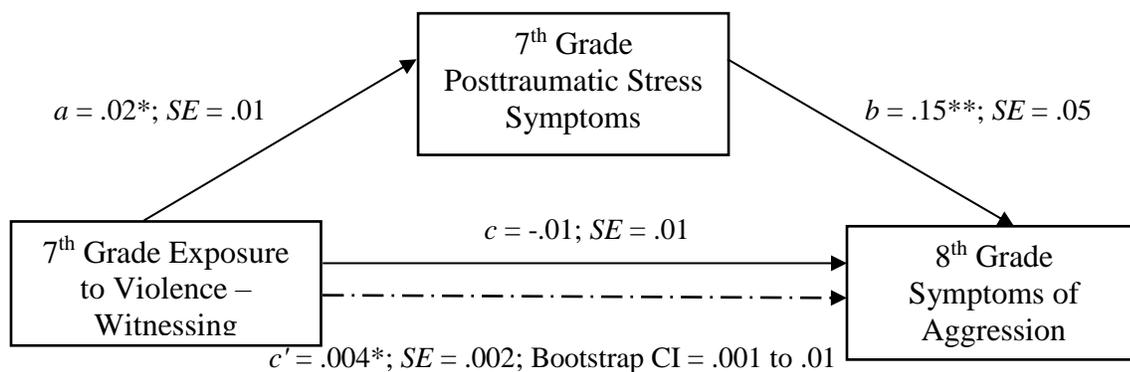 7th Grade
Posttraumatic Stress
Symptoms
a = .02*; SE = .01
b = .15**; SE = .05
7th Grade Exposure
to Violence –
Witnessing
c = -.01; SE = .01
8th Grade
Symptoms of
Aggression
c' = .004*; SE = .002; Bootstrap CI = .001 to .01